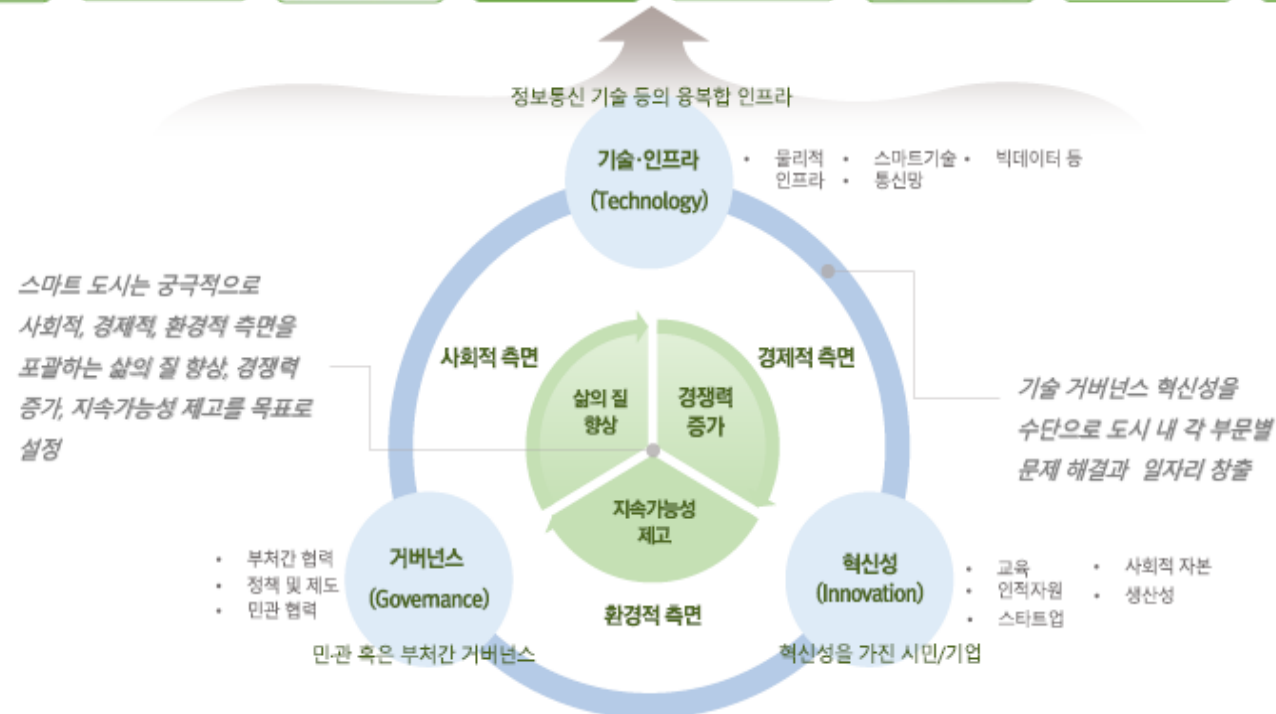 정보통신 기술 등의 융복합 인프라
기술·인프라
(Technology)
• 물리적 인프라
• 스마트기술
• 통신망
• 빅데이터 등
스마트 도시는 궁극적으로
사회적, 경제적, 환경적 측면을
포괄하는 삶의 질 향상, 경쟁력
증가, 지속가능성 제고를 목표로
설정
사회적 측면
경제적 측면
삶의 질
향상
경쟁력
증가
지속가능성
제고
환경적 측면
기술 거버넌스 혁신성을
수단으로 도시 내 각 부문별
문제 해결과 일자리 창출
• 부처간 협력
• 정책 및 제도
• 민관 협력
거버넌스
(Governance)
민·관 혹은 부처간 거버넌스
혁신성
(Innovation)
• 교육
• 인적자원
• 스타트업
• 사회적 자본
• 생산성
혁신성을 가진 시민/기업